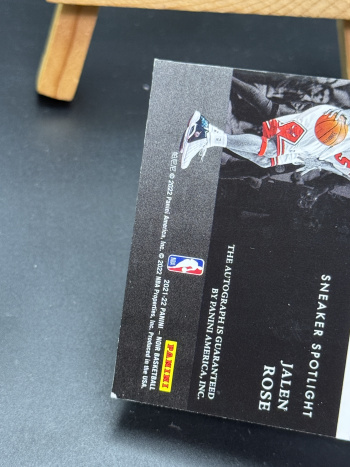 SNEAKER SPOTLIGHT
JALEN
ROSE
THE AUTOGRAPH IS GUARANTEED
BY PANINI AMERICA, INC.
PANINI
2021-22 PANINI – NOIR BASKETBALL
© 2022 Panini America, Inc. © 2022 NBA Properties, Inc. Produced in the USA.